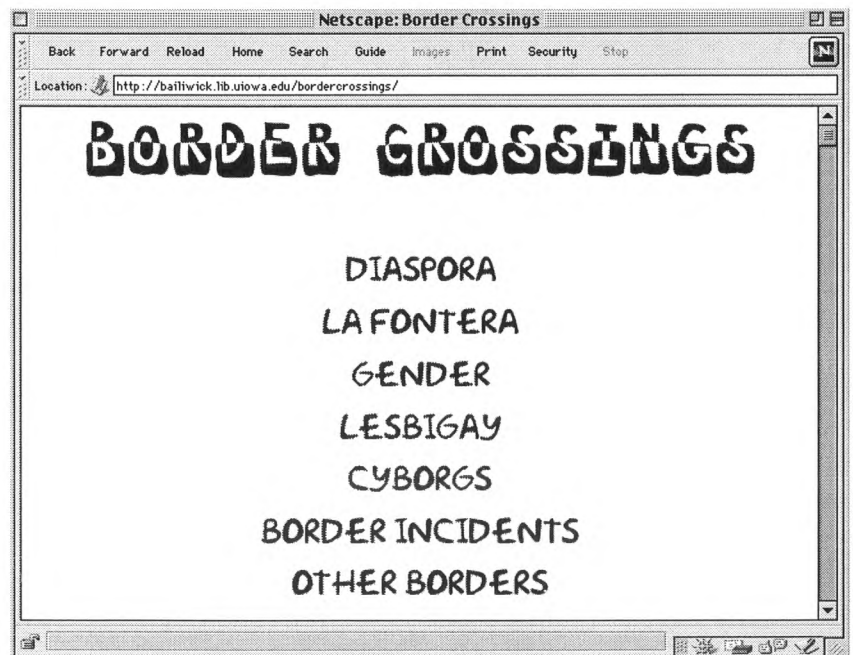 Netscape: Border Crossings
Back Forward Reload Home Search Guide Images Print Security Stop
N
Location: http://bailiwick.lib.uiowa.edu/bordercrossings/
BORDER CROSSINGS
DIASPORA
LA FONTERA
GENDER
LESBIGAY
CYBORGS
BORDER INCIDENTS
OTHER BORDERS